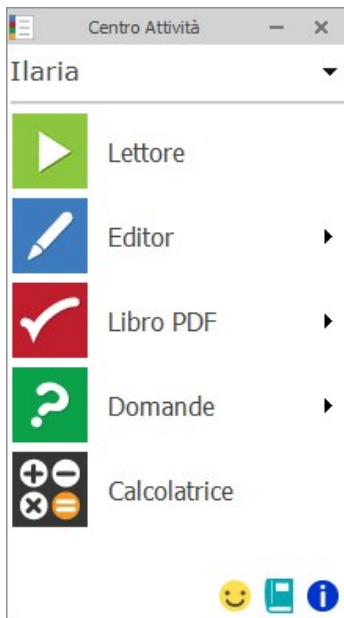 Centro Attività
Ilaria
Lettore
Editor
Libro PDF
Domande
Calcolatrice